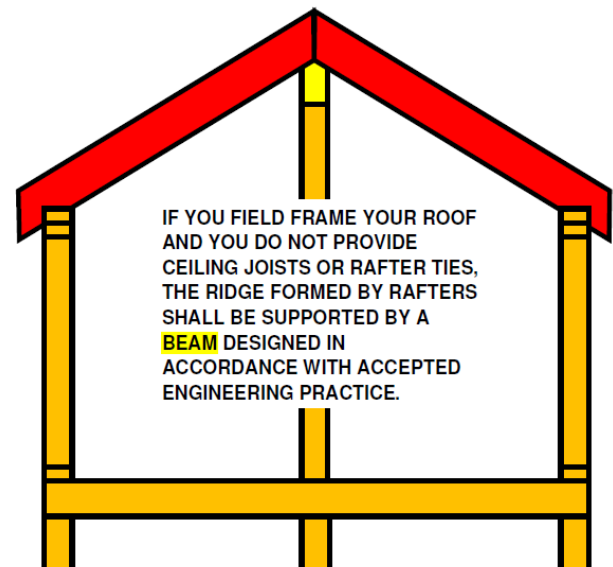 IF YOU FIELD FRAME YOUR ROOF
AND YOU DO NOT PROVIDE
CEILING JOISTS OR RAFTER TIES,
THE RIDGE FORMED BY RAFTERS
SHALL BE SUPPORTED BY A
BEAM DESIGNED IN
ACCORDANCE WITH ACCEPTED
ENGINEERING PRACTICE.